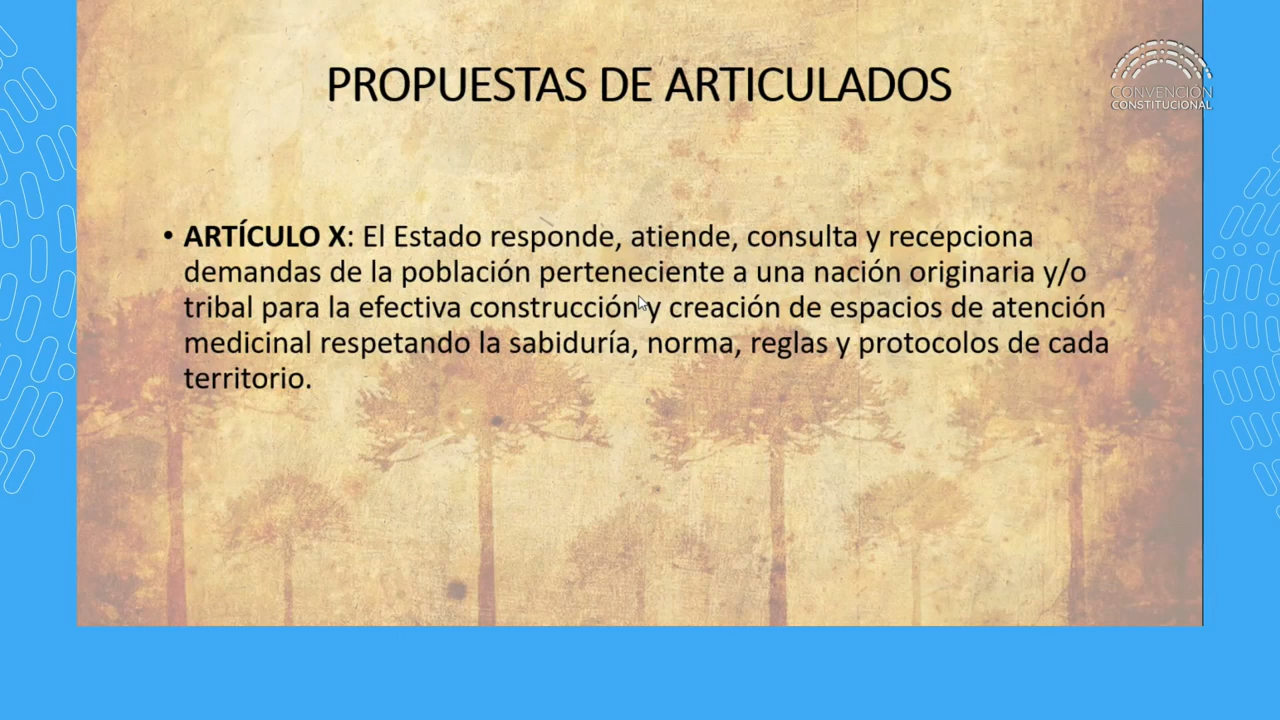 PROPUESTAS DE ARTICULADOS
CONVENCIÓN
CONSTITUCIONAL
• ARTÍCULO X: El Estado responde, atiende, consulta y recepciona
demandas de la población perteneciente a una nación originaria y/o
tribal para la efectiva construcción y creación de espacios de atención
medicinal respetando la sabiduría, norma, reglas y protocolos de cada
territorio.